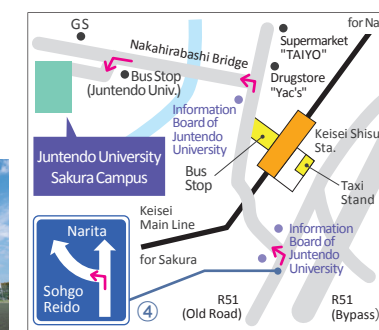 GS
Nakahirabashi Bridge
Supermarket
"TAIYO"
for Na
Bus Stop
(Juntendo Univ.)
Drugstore
"Yac's"
Information
Board of
Juntendo
University
Juntendo University
Sakura Campus
Keisei Shisu
Sta.
Bus
Stop
Taxi
Stand
Keisei
Main Line
for Sakura
Information
Board of
Juntendo
University
Narita
Sohgo
Reido
④
R51
(Old Road)
R51
(Bypass)